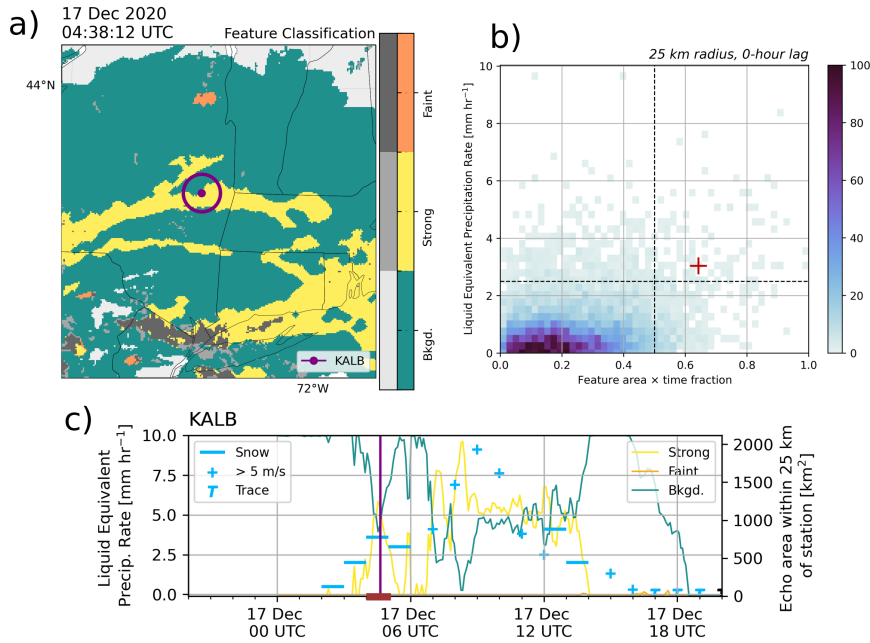 a)
17 Dec 2020
04:38:12 UTC
Feature Classification
44°N
72°W
KALB
Faint
Strong
Bkgd.
b)
25 km radius, 0-hour lag
Liquid Equivalent Precipitation Rate [mm hr⁻¹]
10
8
6
4
2
0
0.0 0.2 0.4 0.6 0.8 1.0
Feature area × time fraction
100
80
60
40
20
0
c)
KALB
Liquid Equivalent
Precip. Rate [mm hr⁻¹]
10.0
7.5
5.0
2.5
0.0
Snow
> 5 m/s
Trace
Strong
Faint
Bkgd.
2000
1500
1000
500
0
Echo area within 25 km
of station [km²]
17 Dec
00 UTC
17 Dec
06 UTC
17 Dec
12 UTC
17 Dec
18 UTC